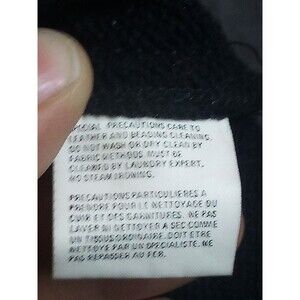 SPECIAL PRECAUTIONS CARE TO
LEATHER AND BEADING CLEANING.
DO NOT WASH OR DRY CLEAN BY
FABRIC METHODS MUST BE
CLEANED BY LAUNDRY EXPERT.
NO STEAM IRONING.
PRECAUTIONS PARTICULIERES A
PRENDRE POUR LE NETTOYAGE DU
CUIR ET DES GARNITURES. NE PAS
LAVER NI NETTOYER A SEC COMME
UN TISSUS ORDINAIRE. DOIT ETRE
NETTOYE PAR UN SPECIALISTE. NE
PAS REPASSER AU FER.